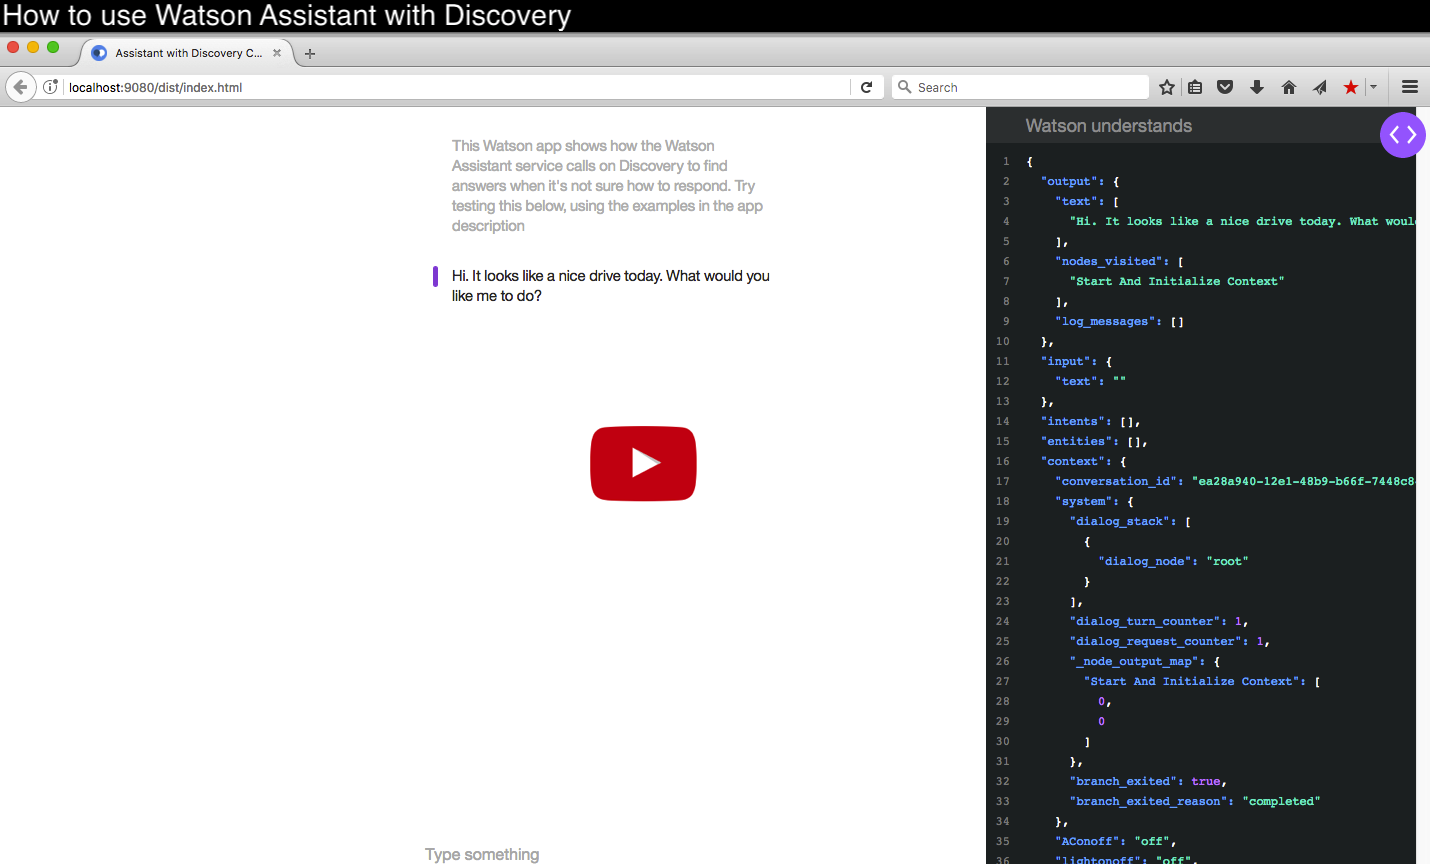 How to use Watson Assistant with Discovery
Assistant with Discovery C...
localhost:9080/dist/index.html
Search
This Watson app shows how the Watson
Assistant service calls on Discovery to find
answers when it's not sure how to respond. Try
testing this below, using the examples in the app
description
Hi. It looks like a nice drive today. What would you
like me to do?
Type something
Watson understands
1 {
2 "output": {
3 "text": [
4 "Hi. It looks like a nice drive today. What woul
5 ],
6 "nodes_visited": [
7 "Start And Initialize Context"
8 ],
9 "log_messages": []
10 },
11 "input": {
12 "text": ""
13 },
14 "intents": [],
15 "entities": [],
16 "context": {
17 "conversation_id": "ea28a940-12e1-48b9-b66f-7448c8
18 "system": {
19 "dialog_stack": [
20 {
21 "dialog_node": "root"
22 }
23 ],
24 "dialog_turn_counter": 1,
25 "dialog_request_counter": 1,
26 "_node_output_map": {
27 "Start And Initialize Context": [
28 0,
29 0
30 ]
31 },
32 "branch_exited": true,
33 "branch_exited_reason": "completed"
34 },
35 "AConoff": "off",
36 "lightonoff": "off",